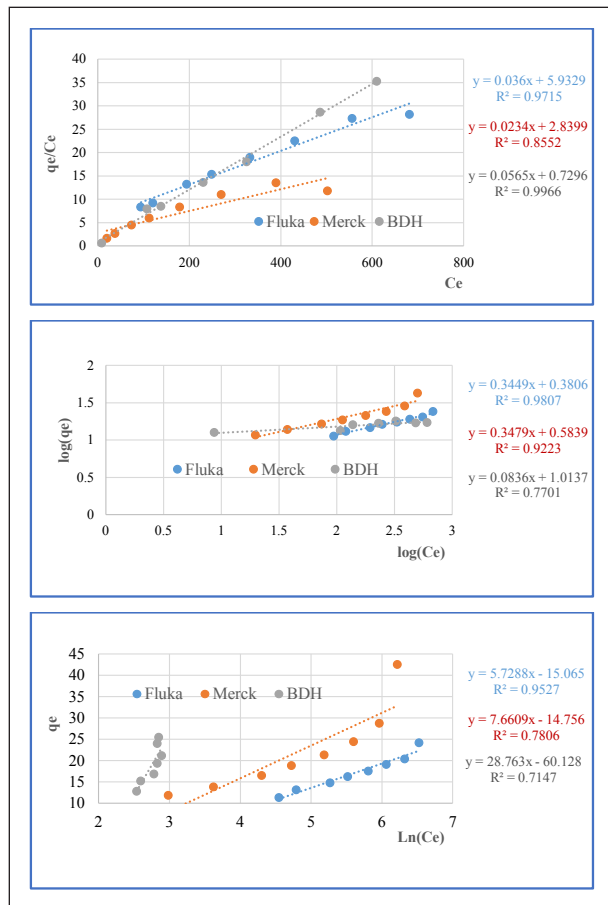 qe/Ce
40
35
30
25
20
15
10
5
0
0
200
400
600
800
Ce
Fluka
Merck
BDH
y = 0.036x + 5.9329
R² = 0.9715
y = 0.0234x + 2.8399
R² = 0.8552
y = 0.0565x + 0.7296
R² = 0.9966
log(qe)
2
1.5
1
0.5
0
0
0.5
1
1.5
2
2.5
3
log(Ce)
Fluka
Merck
BDH
y = 0.3449x + 0.3806
R² = 0.9807
y = 0.3479x + 0.5839
R² = 0.9223
y = 0.0836x + 1.0137
R² = 0.7701
qe
45
40
35
30
25
20
15
10
2
3
4
5
6
7
Ln(Ce)
Fluka
Merck
BDH
y = 5.7288x - 15.065
R² = 0.9527
y = 7.6609x - 14.756
R² = 0.7806
y = 28.763x - 60.128
R² = 0.7147